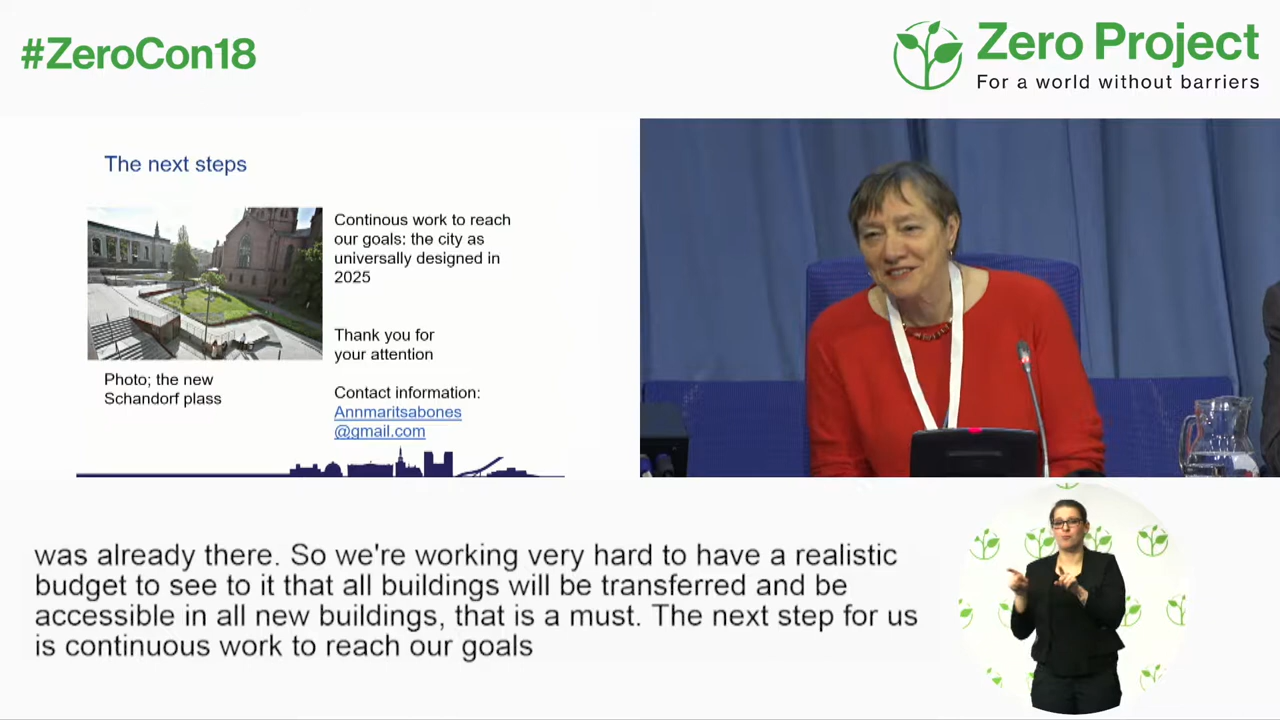 #ZeroCon18
Zero Project
For a world without barriers
The next steps
Continous work to reach
our goals: the city as
universally designed in
2025
Thank you for
your attention
Contact information:
Annmaritsabones
@gmail.com
Photo; the new
Schandorf plass
was already there. So we're working very hard to have a realistic
budget to see to it that all buildings will be transferred and be
accessible in all new buildings, that is a must. The next step for us
is continuous work to reach our goals